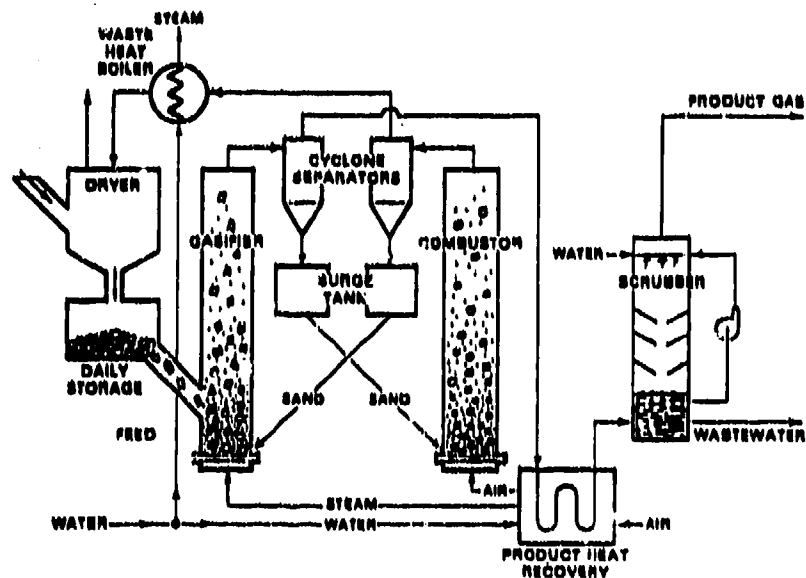 STEAM
WASTE
HEAT
BOILER
PRODUCT GAS
DRYER
CYCLONE
SEPARATORS
GASIFIER
COMBUSTOR
WATER
SCRUBBER
SURGE
TANK
DAILY
STORAGE
SAND
SAND
FEED
WASTEWATER
AIR
STEAM
WATER
WATER
AIR
PRODUCT HEAT
RECOVERY